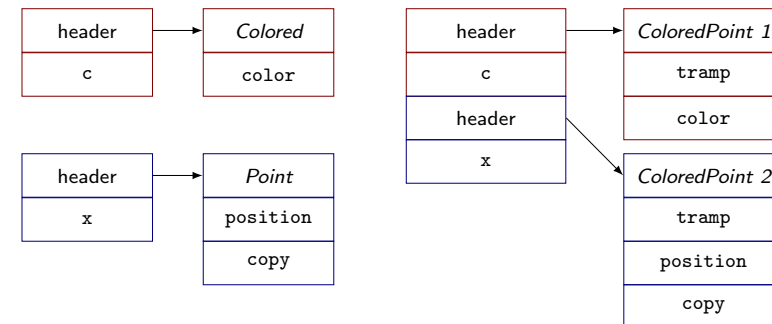 header
Colored
c
color
header
Point
x
position
copy
header
ColoredPoint 1
c
tramp
header
color
x
ColoredPoint 2
tramp
position
copy